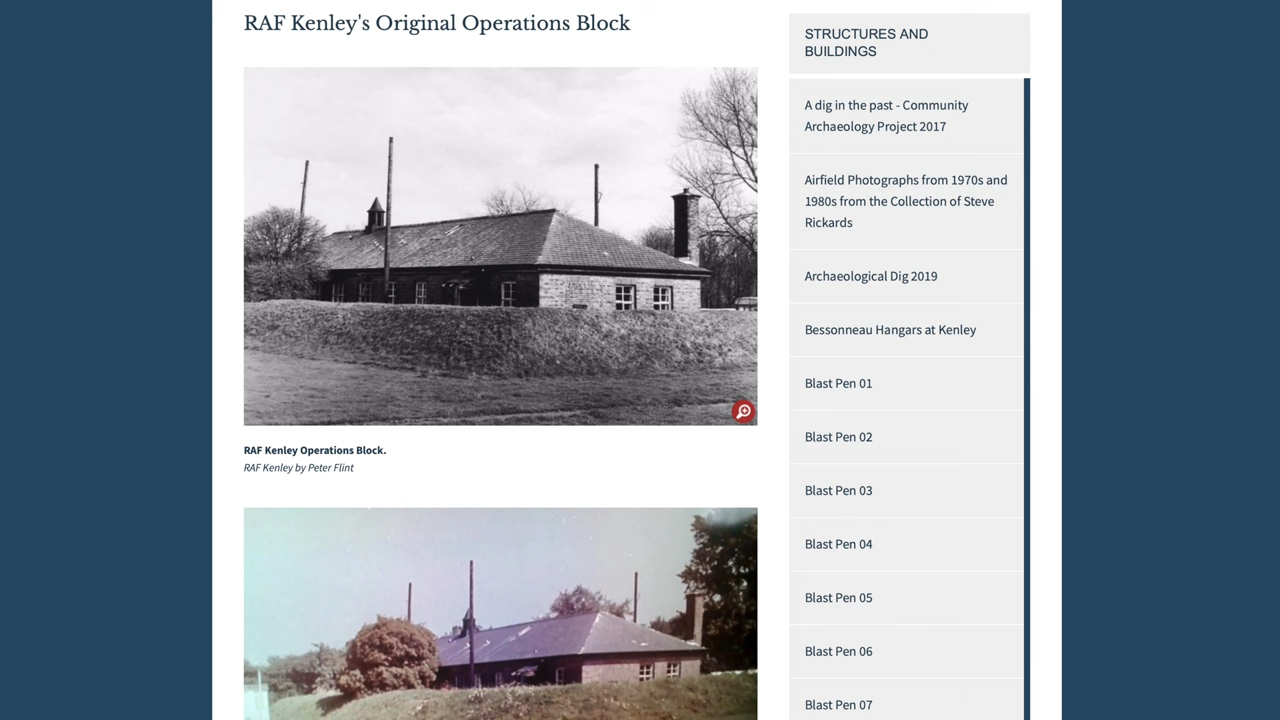 RAF Kenley's Original Operations Block
RAF Kenley Operations Block.
RAF Kenley by Peter Flint
STRUCTURES AND
BUILDINGS
A dig in the past - Community
Archaeology Project 2017
Airfield Photographs from 1970s and
1980s from the Collection of Steve
Rickards
Archaeological Dig 2019
Bessonneau Hangars at Kenley
Blast Pen 01
Blast Pen 02
Blast Pen 03
Blast Pen 04
Blast Pen 05
Blast Pen 06
Blast Pen 07